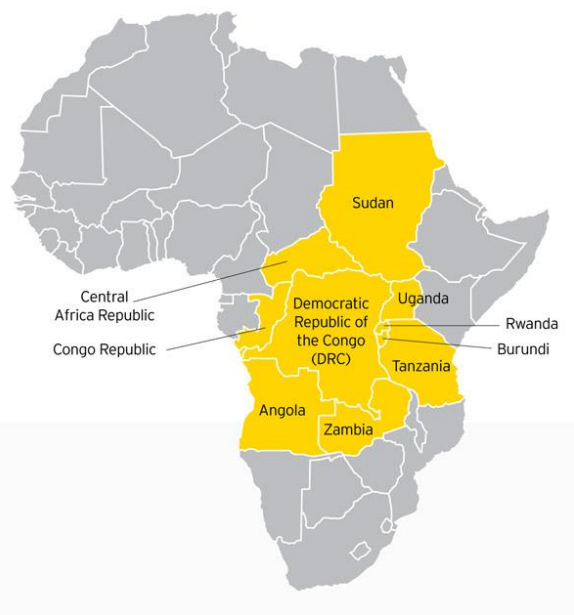 Sudan
Central
Africa Republic
Uganda
Democratic
Republic of
the Congo
(DRC)
Rwanda
Congo Republic
Burundi
Tanzania
Angola
Zambia